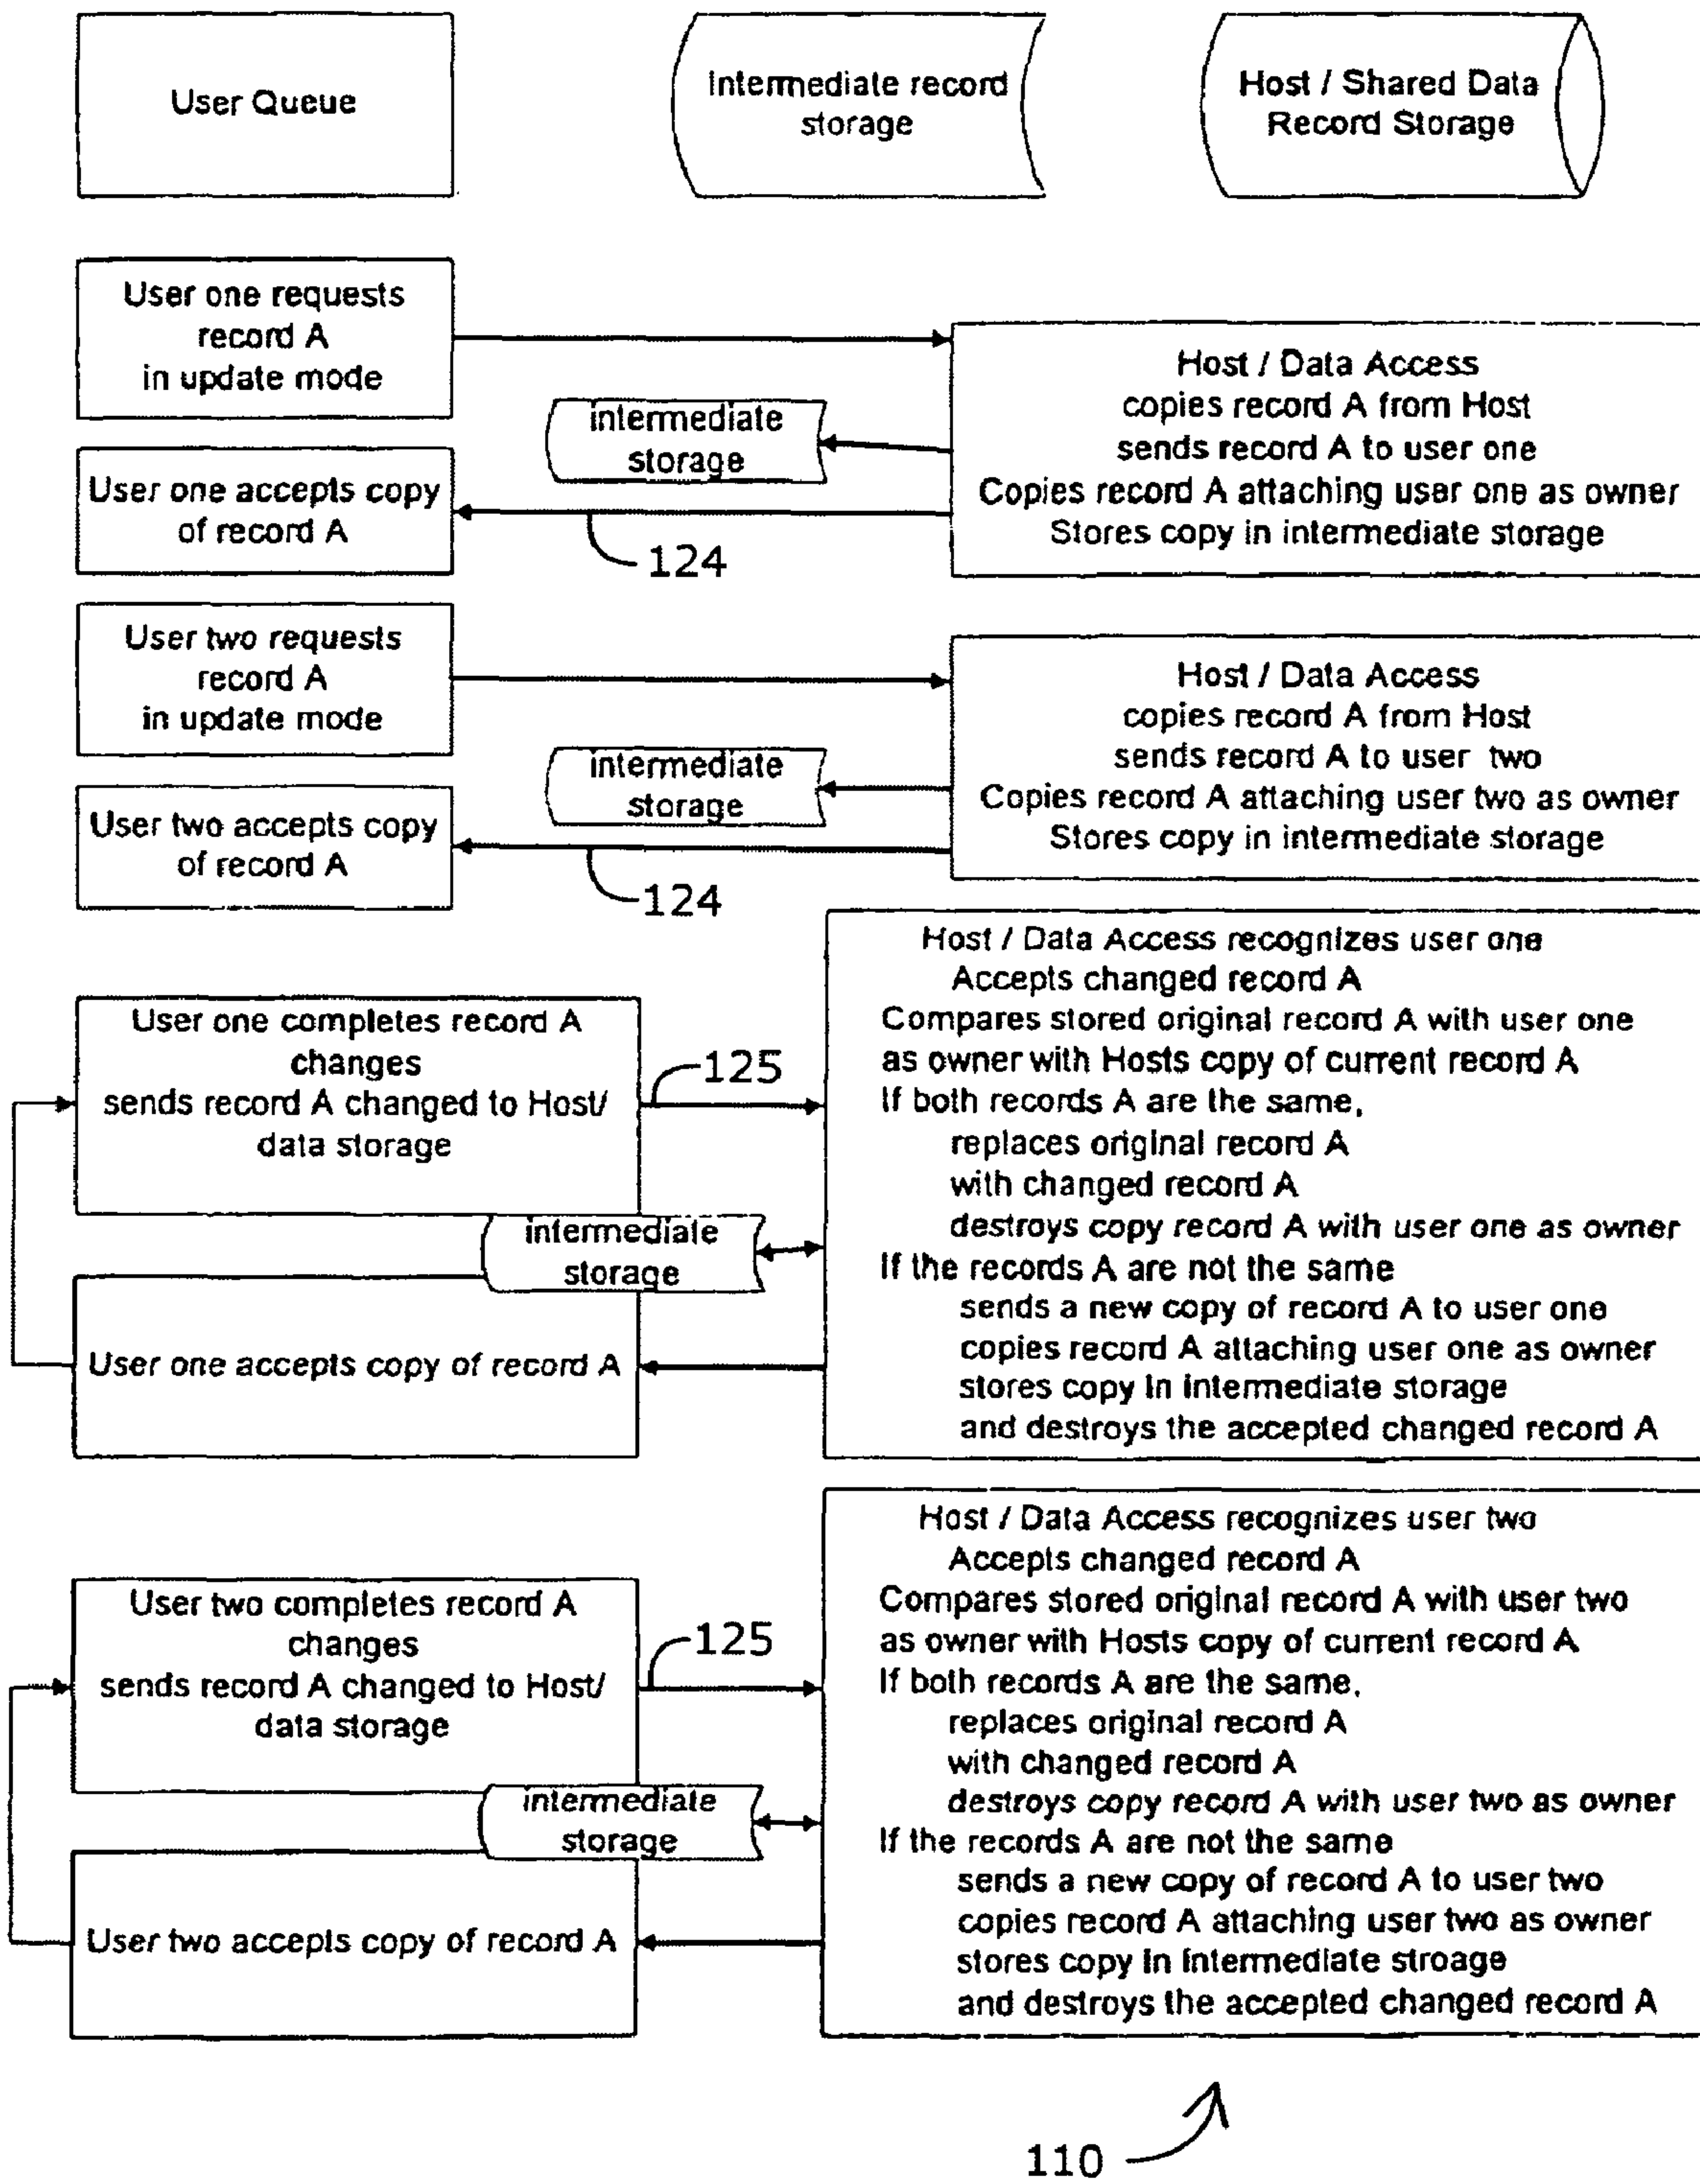 User Queue
Intermediate record
storage
Host / Shared Data
Record Storage
User one requests
record A
in update mode
Host / Data Access
copies record A from Host
sends record A to user one
Copies record A attaching user one as owner
Stores copy in intermediate storage
intermediate
storage
User one accepts copy
of record A
124
User two requests
record A
in update mode
Host / Data Access
copies record A from Host
sends record A to user two
Copies record A attaching user two as owner
Stores copy in intermediate storage
intermediate
storage
User two accepts copy
of record A
124
User one completes record A
changes
sends record A changed to Host/
data storage
125
Host / Data Access recognizes user one
Accepts changed record A
Compares stored original record A with user one
as owner with Hosts copy of current record A
If both records A are the same,
replaces original record A
with changed record A
destroys copy record A with user one as owner
If the records A are not the same
sends a new copy of record A to user one
copies record A attaching user one as owner
stores copy in intermediate storage
and destroys the accepted changed record A
intermediate
storage
User one accepts copy of record A
User two completes record A
changes
sends record A changed to Host/
data storage
125
Host / Data Access recognizes user two
Accepts changed record A
Compares stored original record A with user two
as owner with Hosts copy of current record A
If both records A are the same,
replaces original record A
with changed record A
destroys copy record A with user two as owner
If the records A are not the same
sends a new copy of record A to user two
copies record A attaching user two as owner
stores copy in intermediate stroage
and destroys the accepted changed record A
intermediate
storage
User two accepts copy of record A
110